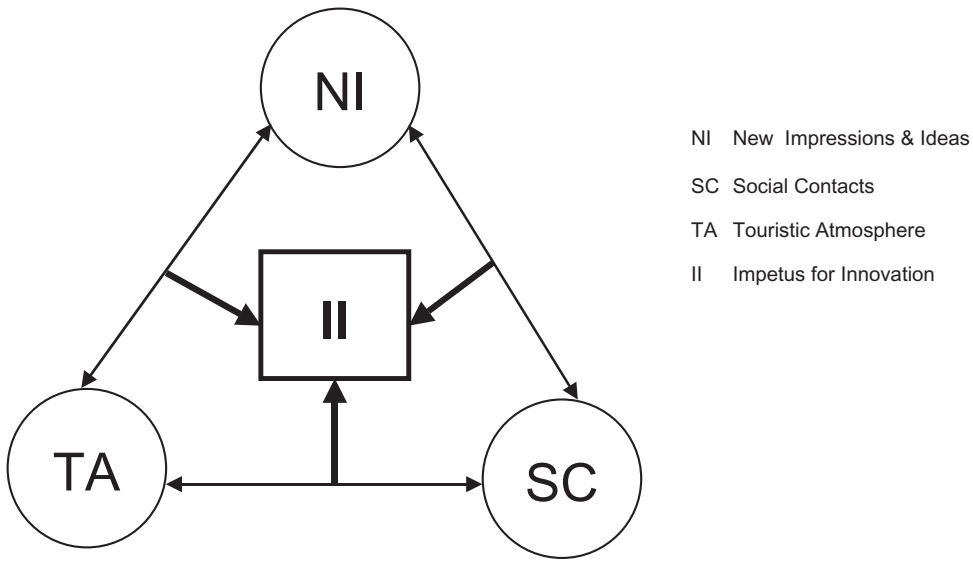 NI
II
TA
SC
NI New Impressions & Ideas
SC Social Contacts
TA Touristic Atmosphere
II Impetus for Innovation